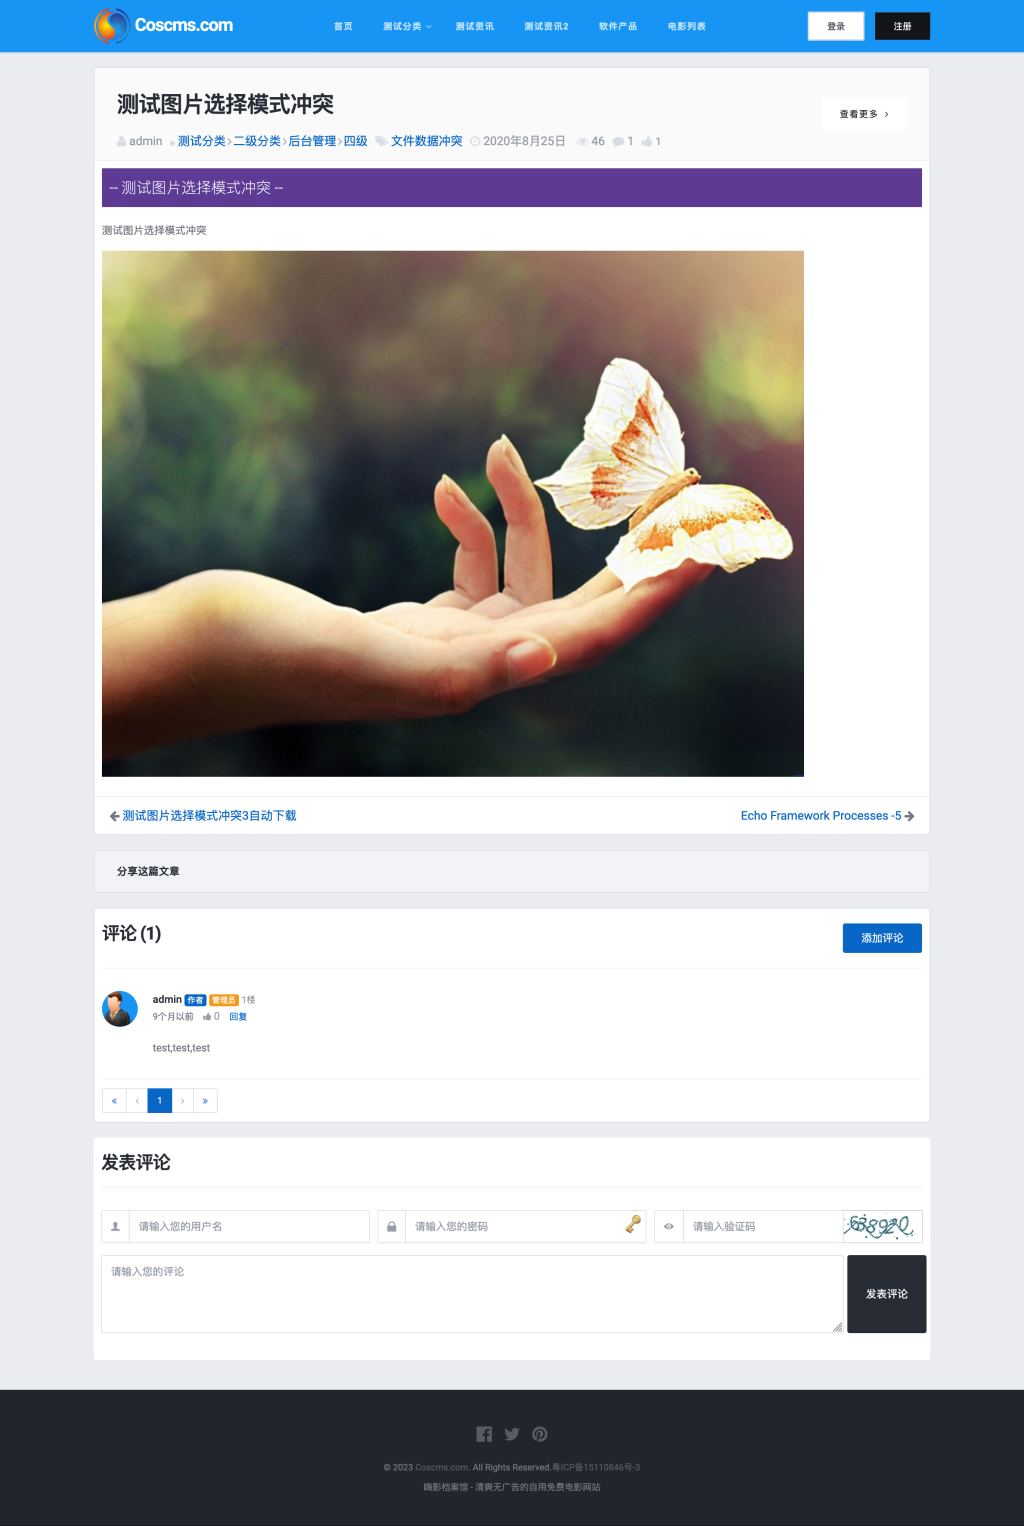 Coscms.com
首页
测试分类
测试资讯
测试资讯2
软件产品
电影列表
登录
注册
测试图片选择模式冲突
查看更多
admin 测试分类 二级分类 后台管理 四级 文件数据冲突 2020年8月25日 46 1 1
-- 测试图片选择模式冲突 --
测试图片选择模式冲突
测试图片选择模式冲突3自动下载
Echo Framework Processes -5
分享这篇文章
评论 (1)
添加评论
admin 作者 管理员 1楼
9个月以前 0 回复
test,test,test
« ‹ 1 › »
发表评论
请输入您的用户名
请输入您的密码
请输入验证码
638920
请输入您的评论
发表评论
© 2023 Coscms.com. All Rights Reserved.粤ICP备15110846号-3
嗨影档案馆 - 清爽无广告的自用免费电影网站